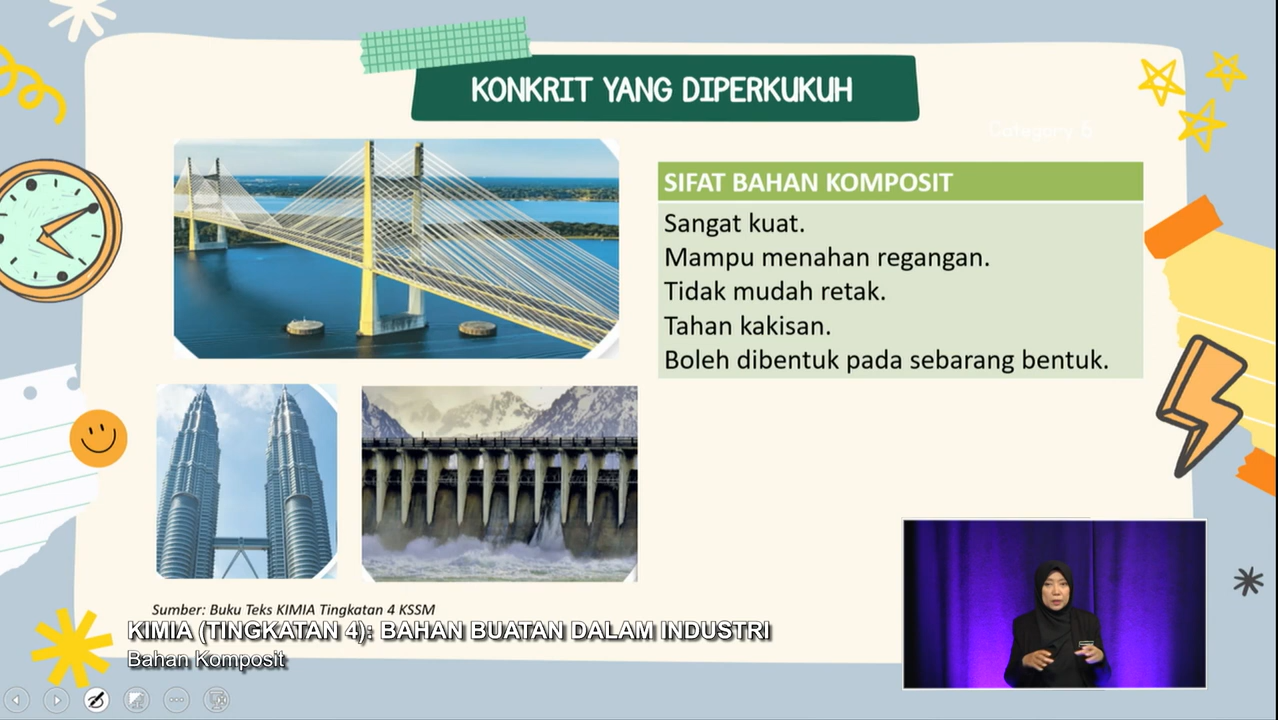 KONKRIT YANG DIPERKUKUH
Category B
SIFAT BAHAN KOMPOSIT
Sangat kuat.
Mampu menahan regangan.
Tidak mudah retak.
Tahan kakisan.
Boleh dibentuk pada sebarang bentuk.
Sumber: Buku Teks KIMIA Tingkatan 4 KSSM
KIMIA (TINGKATAN 4): BAHAN BUATAN DALAM INDUSTRI
Bahan Komposit